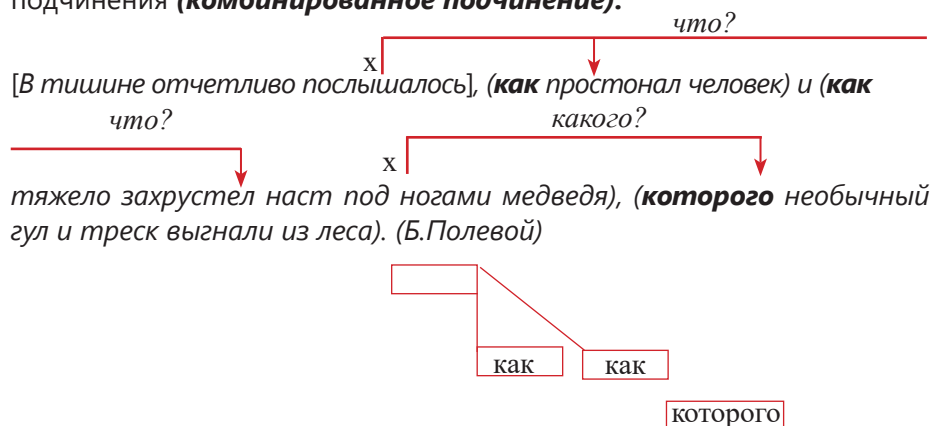 подчинения (комбинированное подчинение).
что?
х
[В тишине отчетливо послышалось], (как простонал человек) и (как
что?
какого?
х
тяжело захрустел наст под ногами медведя), (которого необычный
гул и треск выгнали из леса). (Б.Полевой)
как
как
которого